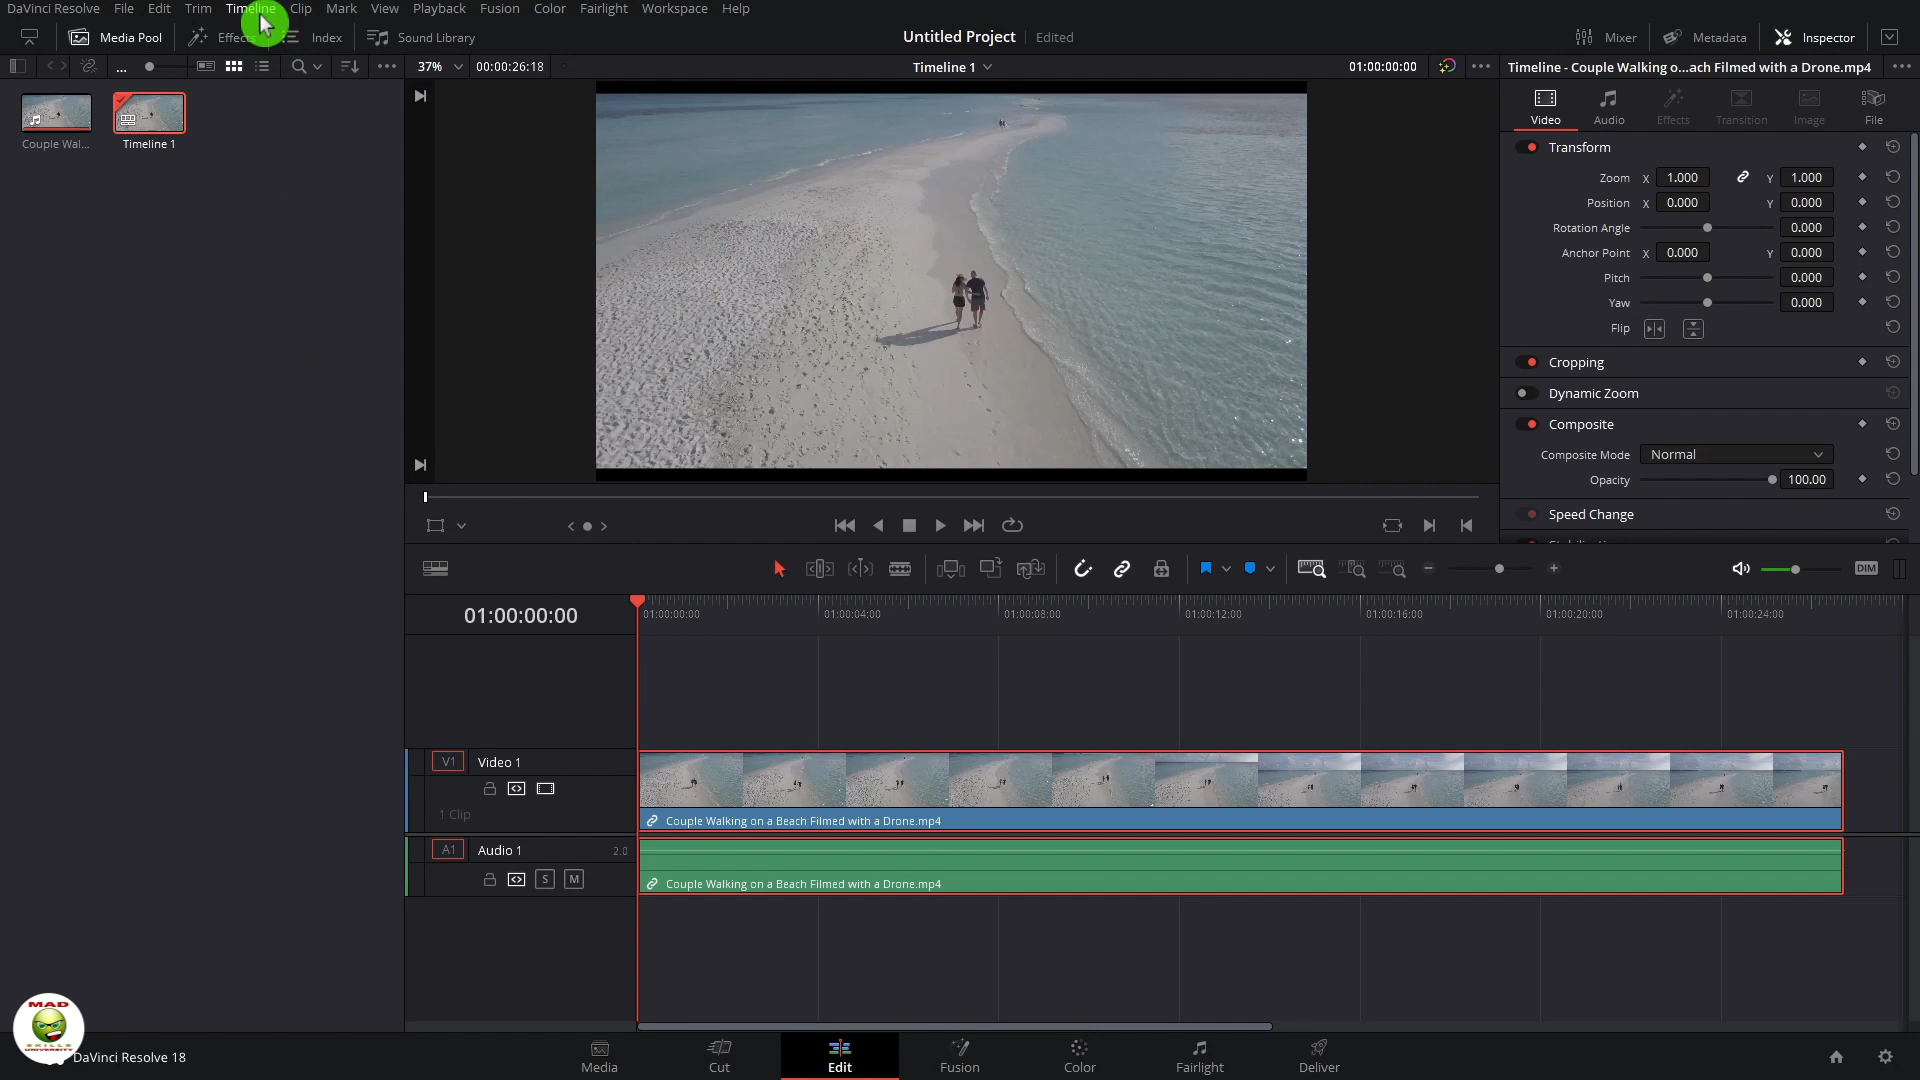 DaVinci Resolve File Edit Trim Timeline Clip Mark View Playback Fusion Color Fairlight Workspace Help
Media Pool Effects Index Sound Library Untitled Project Edited Mixer Metadata Inspector
... 37% 00:00:26:18 Timeline 1 01:00:00:00 Timeline - Couple Walking o...ach Filmed with a Drone.mp4
Video Audio Effects Transition Image File
Couple Wal... Timeline 1
Transform
Zoom X 1.000 Y 1.000
Position X 0.000 Y 0.000
Rotation Angle 0.000
Anchor Point X 0.000 Y 0.000
Pitch 0.000
Yaw 0.000
Flip
Cropping
Dynamic Zoom
Composite
Composite Mode Normal
Opacity 100.00
Speed Change
DIM
01:00:00:00 01:00:00:00 01:00:04:00 01:00:08:00 01:00:12:00 01:00:16:00 01:00:20:00 01:00:24:00
V1 Video 1
1 Clip
Couple Walking on a Beach Filmed with a Drone.mp4
A1 Audio 1 2.0
S M
Couple Walking on a Beach Filmed with a Drone.mp4
MAD
SKILLS
UNIVERSITY
DaVinci Resolve 18
Media Cut Edit Fusion Color Fairlight Deliver